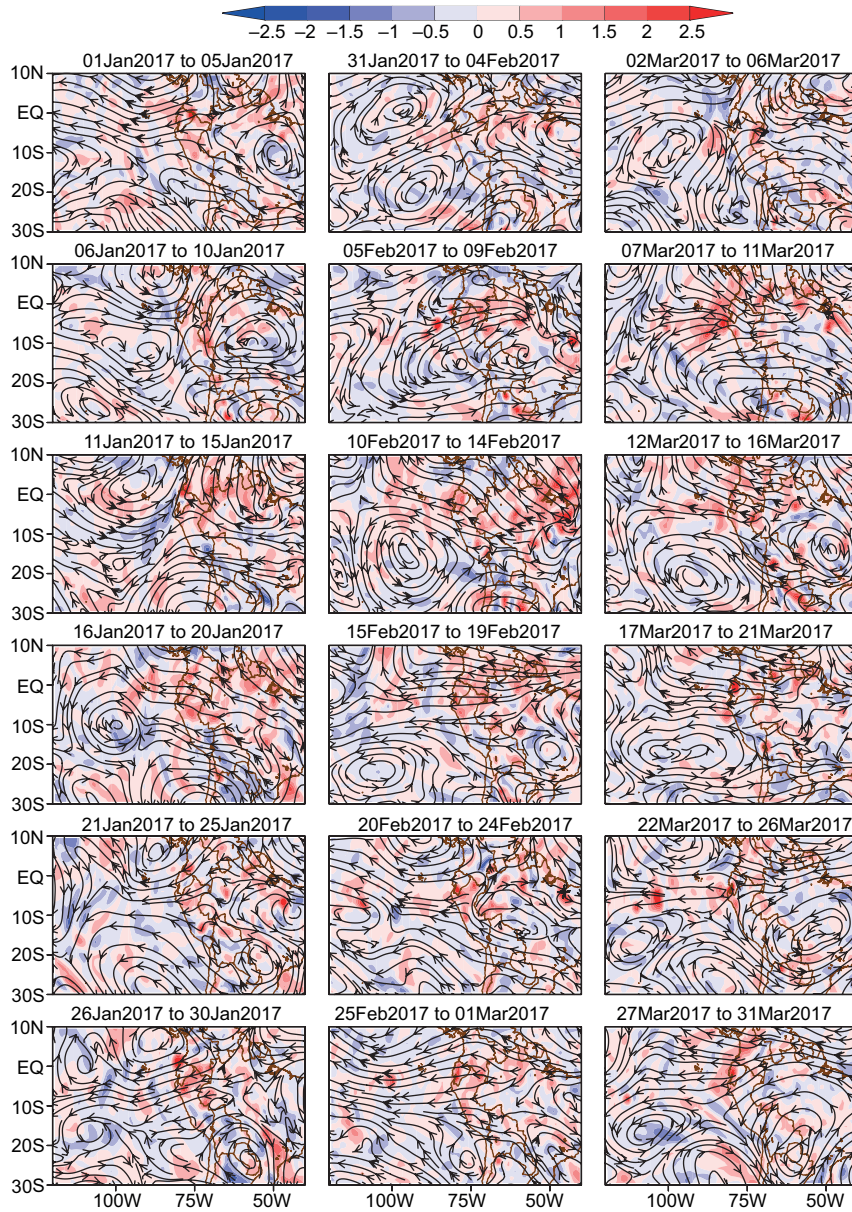 −2.5 −2 −1.5 −1 −0.5 0 0.5 1 1.5 2 2.5
01Jan2017 to 05Jan2017 31Jan2017 to 04Feb2017 02Mar2017 to 06Mar2017
10N
EQ
10S
20S
30S
06Jan2017 to 10Jan2017 05Feb2017 to 09Feb2017 07Mar2017 to 11Mar2017
10N
EQ
10S
20S
30S
11Jan2017 to 15Jan2017 10Feb2017 to 14Feb2017 12Mar2017 to 16Mar2017
10N
EQ
10S
20S
30S
16Jan2017 to 20Jan2017 15Feb2017 to 19Feb2017 17Mar2017 to 21Mar2017
10N
EQ
10S
20S
30S
21Jan2017 to 25Jan2017 20Feb2017 to 24Feb2017 22Mar2017 to 26Mar2017
10N
EQ
10S
20S
30S
26Jan2017 to 30Jan2017 25Feb2017 to 01Mar2017 27Mar2017 to 31Mar2017
10N
EQ
10S
20S
30S
100W 75W 50W 100W 75W 50W 100W 75W 50W